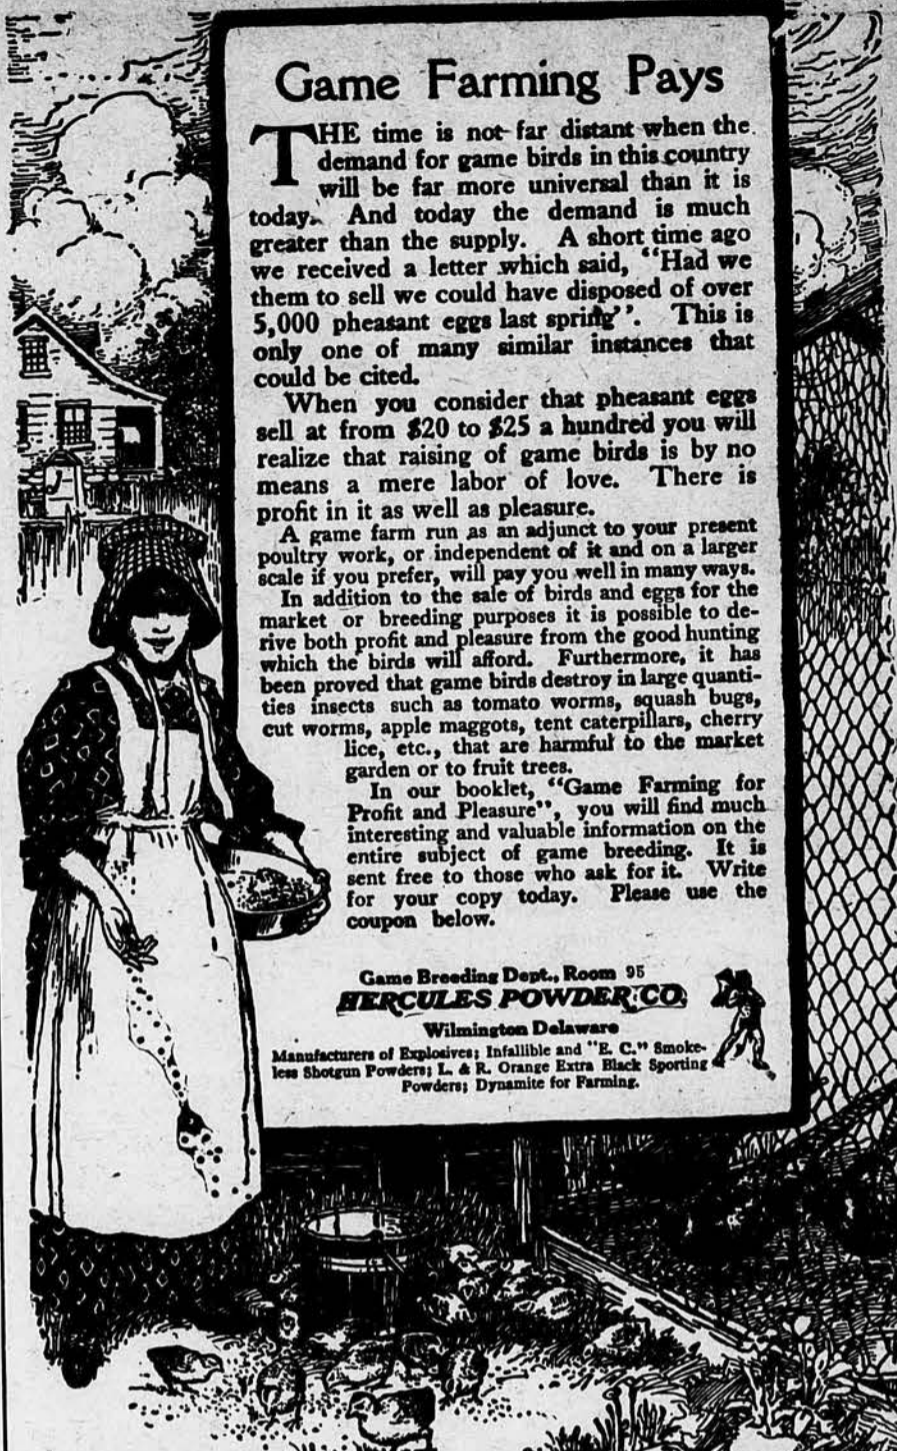 Game Farming Pays
THE time is not far distant when the
demand for game birds in this country
will be far more universal than it is
today. And today the demand is much
greater than the supply. A short time ago
we received a letter which said, "Had we
them to sell we could have disposed of over
5,000 pheasant eggs last spring". This is
only one of many similar instances that
could be cited.
When you consider that pheasant eggs
sell at from $20 to $25 a hundred you will
realize that raising of game birds is by no
means a mere labor of love. There is
profit in it as well as pleasure.
A game farm run as an adjunct to your present
poultry work, or independent of it and on a larger
scale if you prefer, will pay you well in many ways.
In addition to the sale of birds and eggs for the
market or breeding purposes it is possible to de-
rive both profit and pleasure from the good hunting
which the birds will afford. Furthermore, it has
been proved that game birds destroy in large quanti-
ties insects such as tomato worms, squash bugs,
cut worms, apple maggots, tent caterpillars, cherry
lice, etc., that are harmful to the market
garden or to fruit trees.
In our booklet, "Game Farming for
Profit and Pleasure", you will find much
interesting and valuable information on the
entire subject of game breeding. It is
sent free to those who ask for it. Write
for your copy today. Please use the
coupon below.
Game Breeding Dept., Room 95
HERCULES POWDER CO.
Wilmington Delaware
Manufacturers of Explosives; Infallible and "E. C." Smoke-
less Shotgun Powders; L. & R. Orange Extra Black Sporting
Powders; Dynamite for Farming.